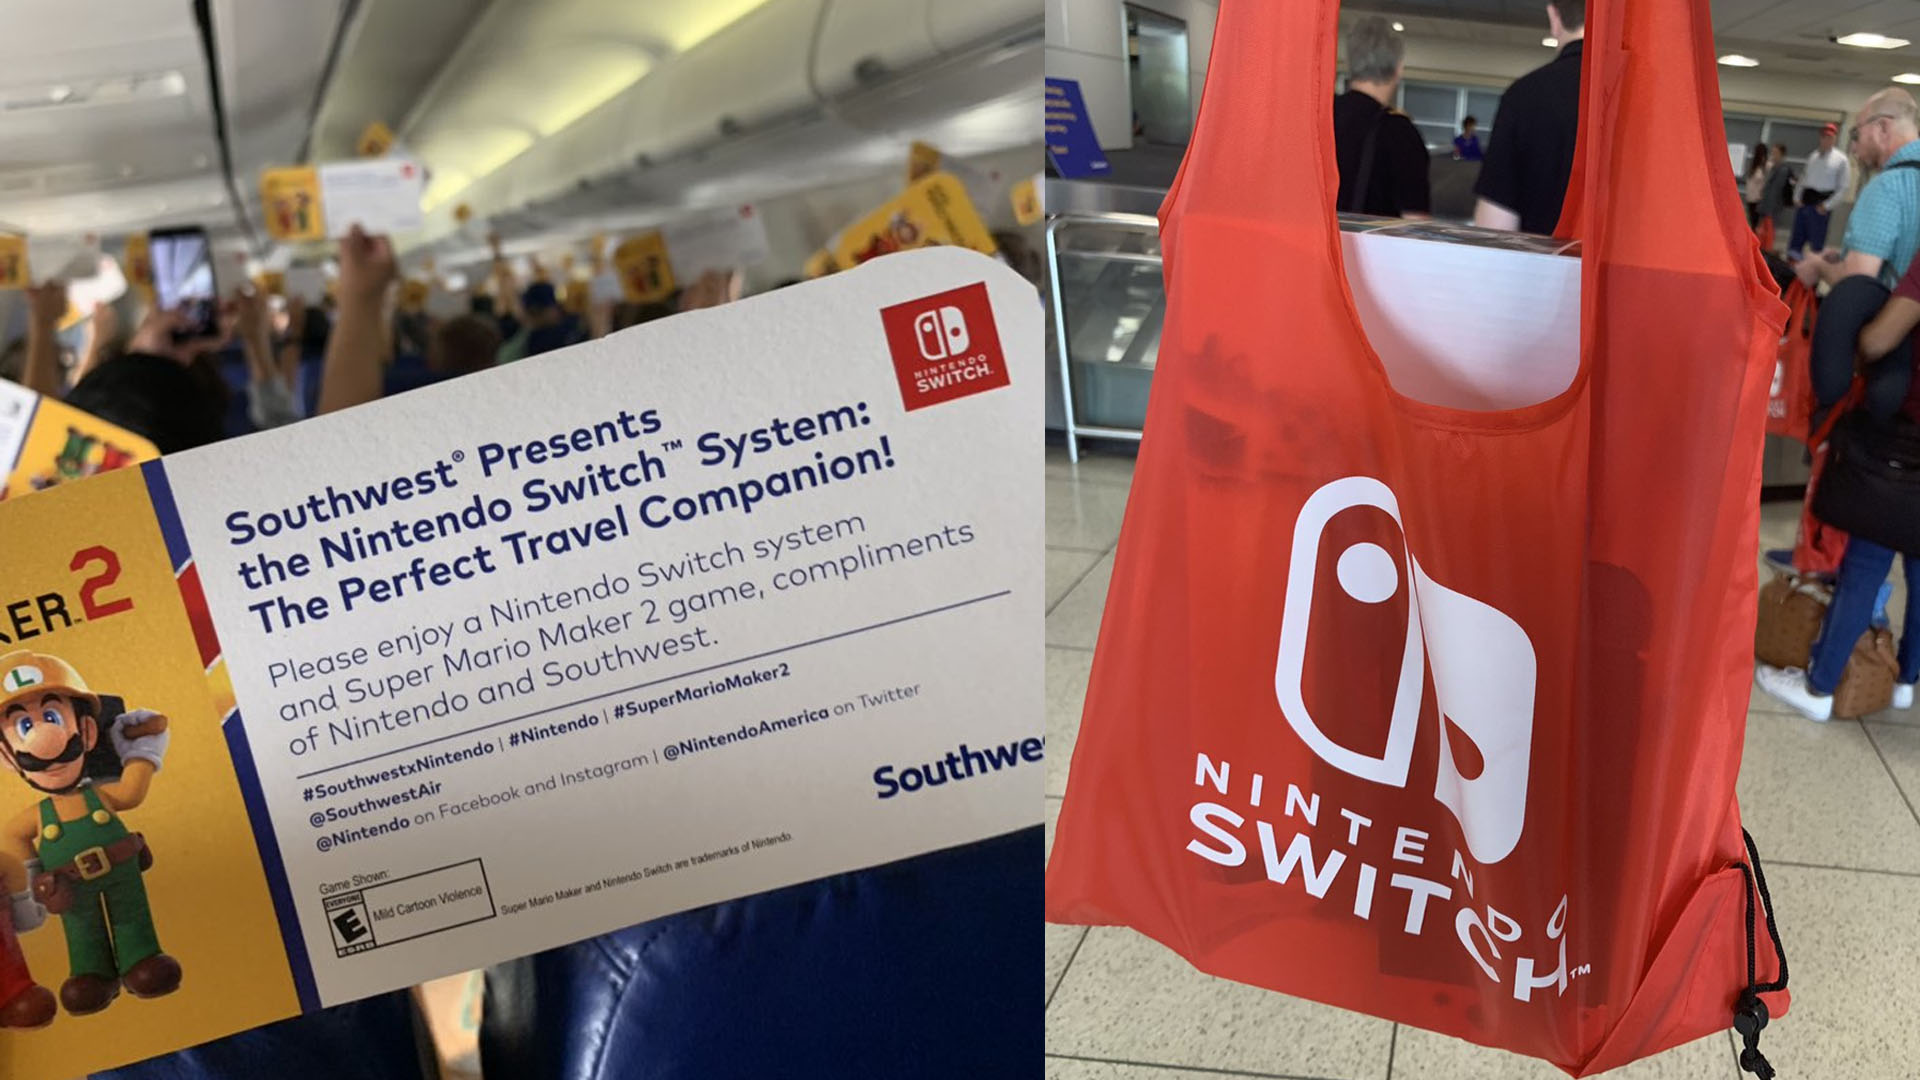 ER 2
L
NINTENDO
SWITCH™
Southwest® Presents
the Nintendo Switch™ System:
The Perfect Travel Companion!
Please enjoy a Nintendo Switch system
and Super Mario Maker 2 game, compliments
of Nintendo and Southwest.
#SouthwestxNintendo | #Nintendo | #SuperMarioMaker2
@SouthwestAir
@Nintendo on Facebook and Instagram | @NintendoAmerica on Twitter
Southwe
Game Shown:
EVERYONE
E
ESRB
Mild Cartoon Violence
Super Mario Maker and Nintendo Switch are trademarks of Nintendo.
NINTENDO
SWITCH™